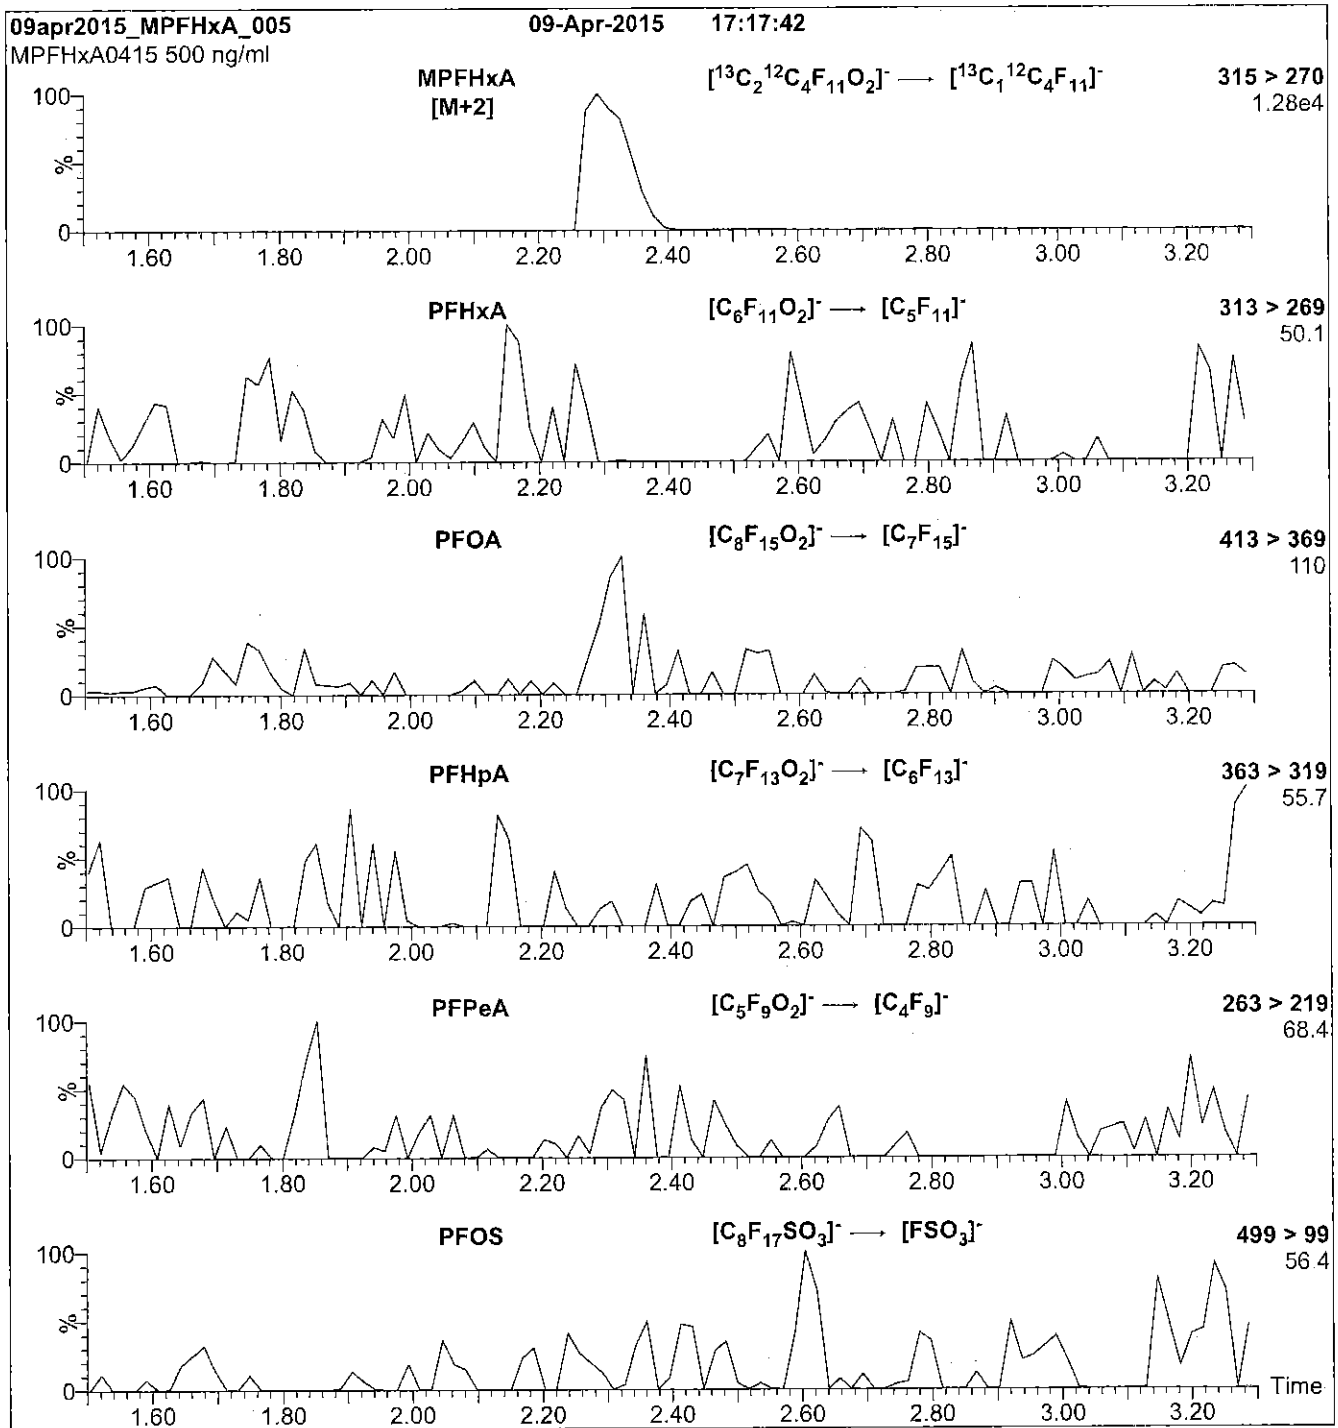 09apr2015_MPFHxA_005 09-Apr-2015 17:17:42
MPFHxA0415 500 ng/ml
MPFHxA [¹³C₂¹²C₄F₁₁O₂]⁻ → [¹³C₁¹²C₄F₁₁]⁻ 315 > 270
[M+2] 1.28e4
100
%
0
1.60 1.80 2.00 2.20 2.40 2.60 2.80 3.00 3.20
PFHxA [C₆F₁₁O₂]⁻ → [C₅F₁₁]⁻ 313 > 269
50.1
100
%
0
1.60 1.80 2.00 2.20 2.40 2.60 2.80 3.00 3.20
PFOA [C₈F₁₅O₂]⁻ → [C₇F₁₅]⁻ 413 > 369
110
100
%
0
1.60 1.80 2.00 2.20 2.40 2.60 2.80 3.00 3.20
PFHpA [C₇F₁₃O₂]⁻ → [C₆F₁₃]⁻ 363 > 319
55.7
100
%
0
1.60 1.80 2.00 2.20 2.40 2.60 2.80 3.00 3.20
PFPeA [C₅F₉O₂]⁻ → [C₄F₉]⁻ 263 > 219
68.4
100
%
0
1.60 1.80 2.00 2.20 2.40 2.60 2.80 3.00 3.20
PFOS [C₈F₁₇SO₃]⁻ → [FSO₃]⁻ 499 > 99
56.4
100
%
0
Time
1.60 1.80 2.00 2.20 2.40 2.60 2.80 3.00 3.20